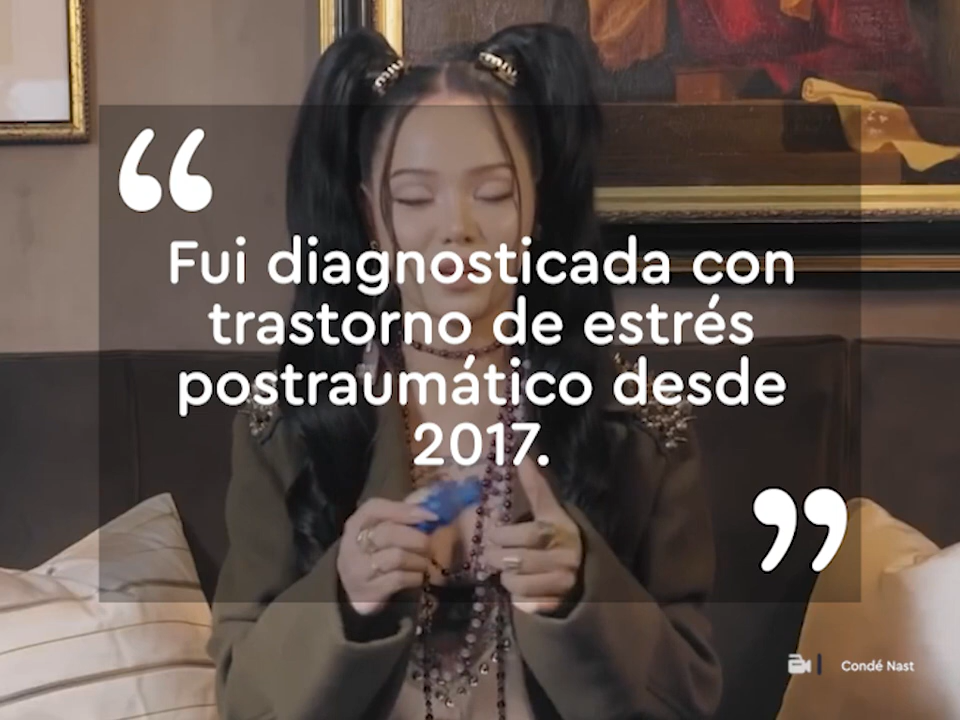 “
Fui diagnosticada con
trastorno de estrés
postraumático desde
2017.
”
Condé Nast